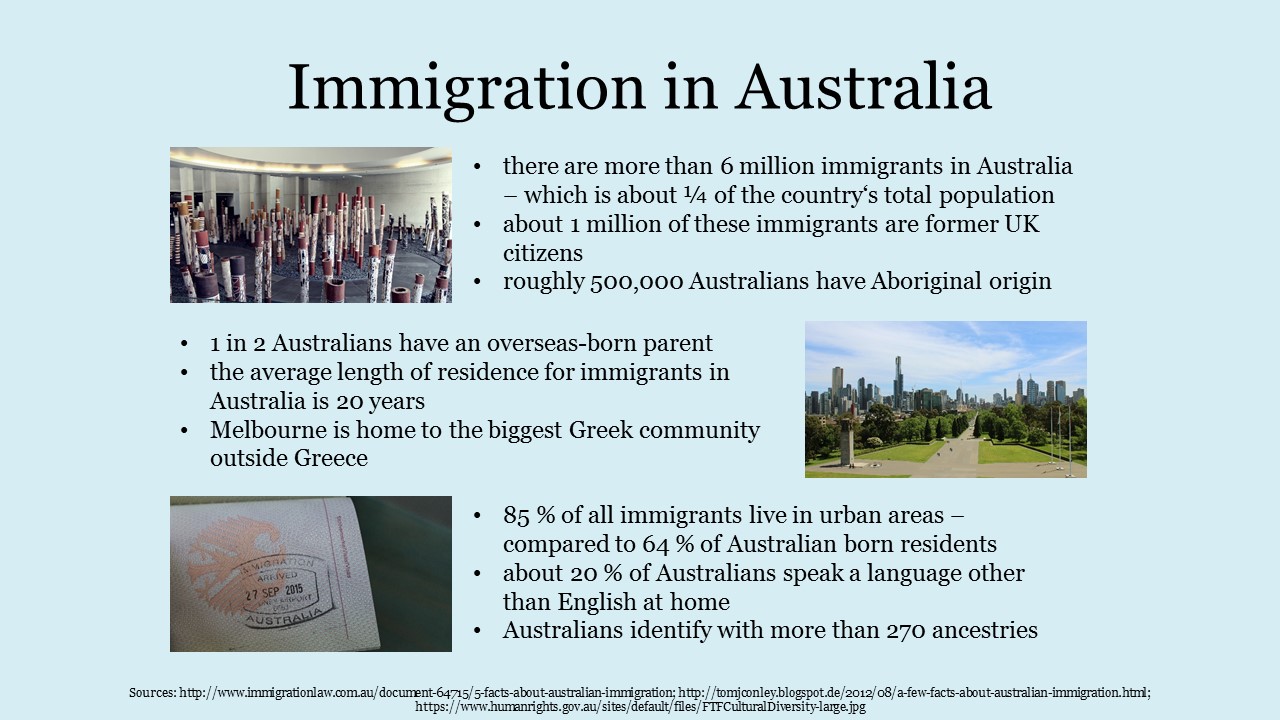 Immigration in Australia
• there are more than 6 million immigrants in Australia
– which is about ¼ of the country‘s total population
• about 1 million of these immigrants are former UK
citizens
• roughly 500,000 Australians have Aboriginal origin
• 1 in 2 Australians have an overseas-born parent
• the average length of residence for immigrants in
Australia is 20 years
• Melbourne is home to the biggest Greek community
outside Greece
IMMIGRATION
ARRIVED
27 SEP 2015
AIRPORT
AUSTRALIA
• 85 % of all immigrants live in urban areas –
compared to 64 % of Australian born residents
• about 20 % of Australians speak a language other
than English at home
• Australians identify with more than 270 ancestries
Sources: http://www.immigrationlaw.com.au/document-64715/5-facts-about-australian-immigration; http://tomjconley.blogspot.de/2012/08/a-few-facts-about-australian-immigration.html;
https://www.humanrights.gov.au/sites/default/files/FTFCulturalDiversity-large.jpg